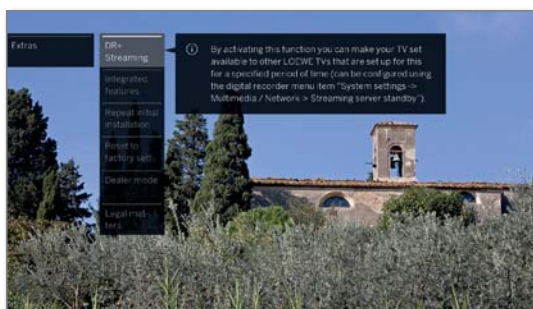 Extras
DR+
Streaming
Integrated
features
Repeat initial
installation
Reset to
factory sett-
Dealer mode
Legal mat-
ters
By activating this function you can make your TV set
available to other LOEWE TVs that are set up for this
for a specified period of time (can be configured using
the digital recorder menu item "System settings ->
Multimedia / Network > Streaming server standby").